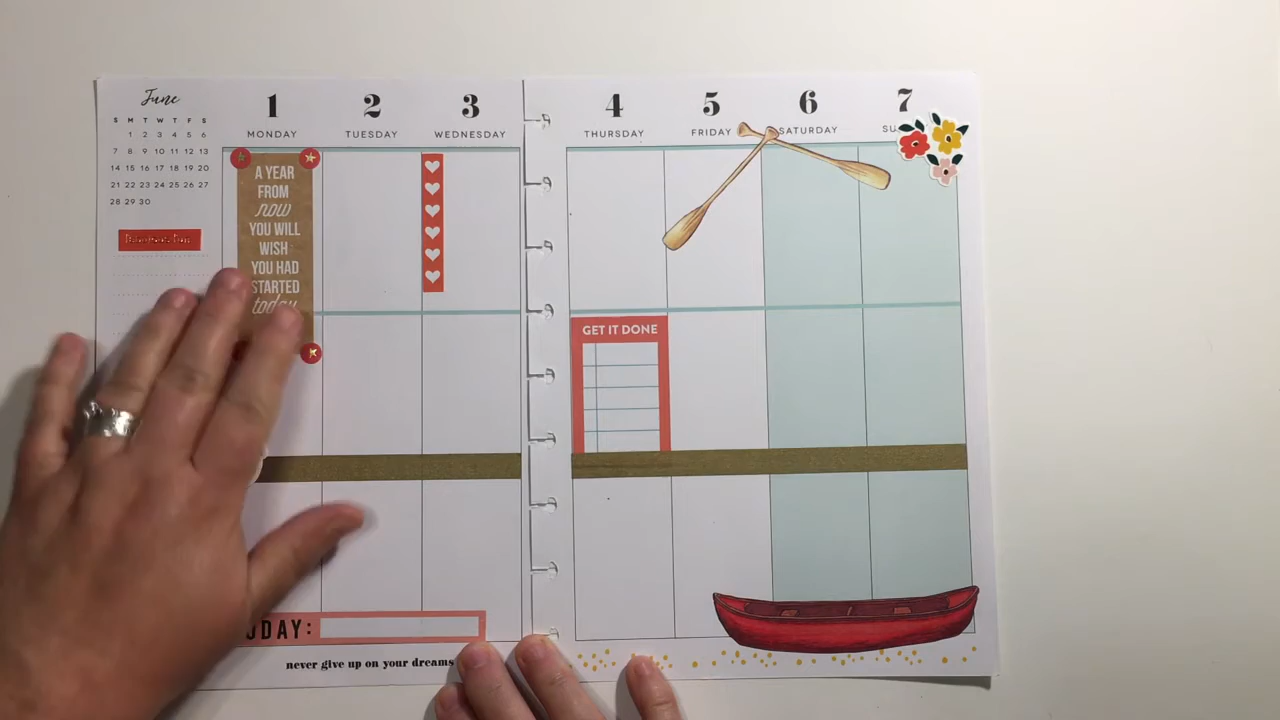 June
S M T W T F S
1 2 3 4 5 6
7 8 9 10 11 12 13
14 15 16 17 18 19 20
21 22 23 24 25 26 27
28 29 30
1 2 3 4 5 6 7
MONDAY TUESDAY WEDNESDAY THURSDAY FRIDAY SATURDAY SU
A YEAR
FROM
now
YOU WILL
WISH
YOU HAD
STARTED
today
GET IT DONE
ODAY:
never give up on your dreams